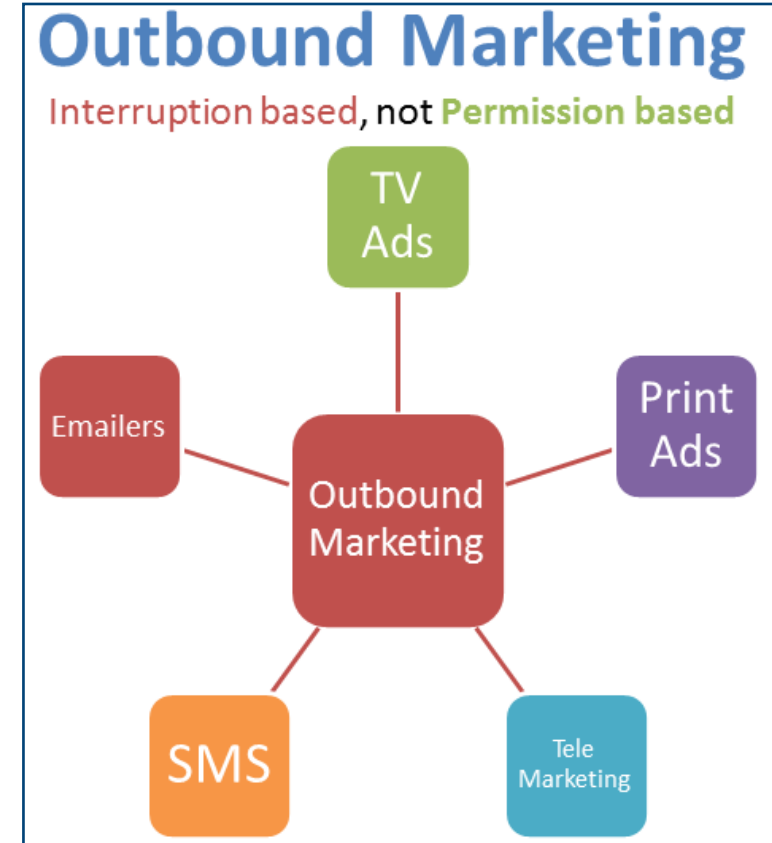 Outbound Marketing
Interruption based, not Permission based
TV
Ads
Emailers
Print
Ads
Outbound
Marketing
SMS
Tele
Marketing